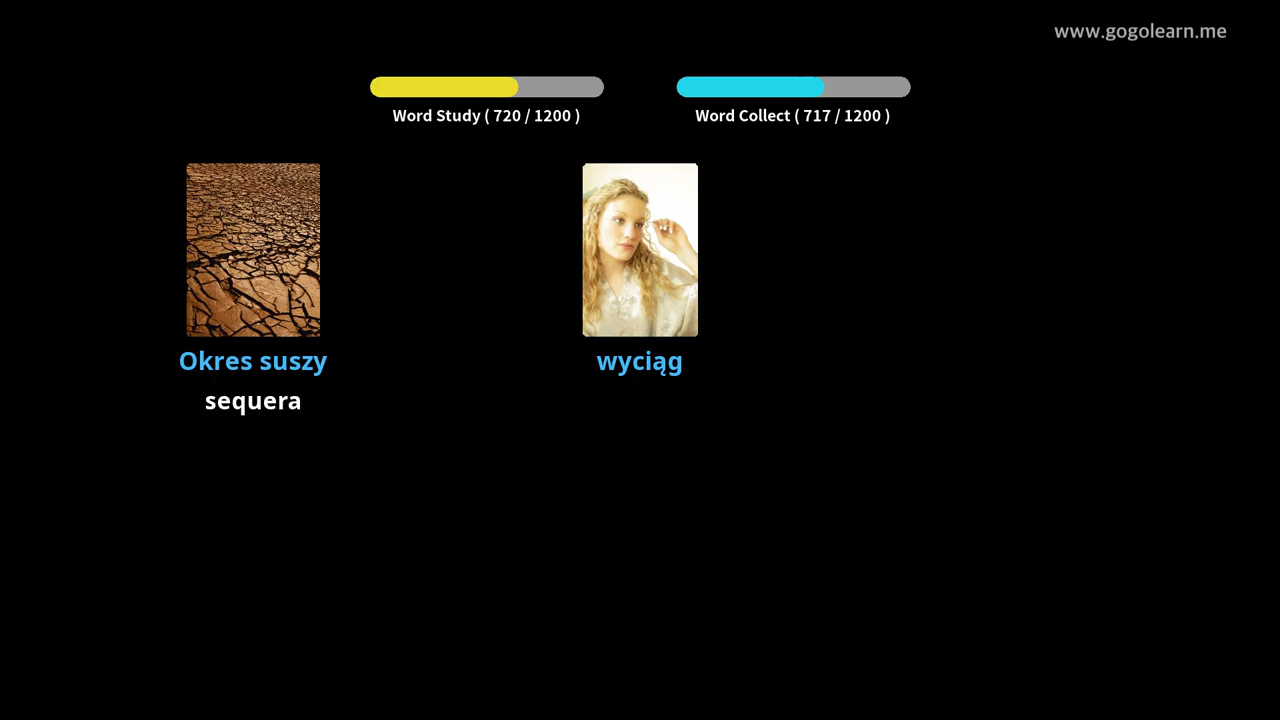 www.gogolearn.me
Word Study ( 720 / 1200 )
Word Collect ( 717 / 1200 )
Okres suszy
sequera
wyciąg